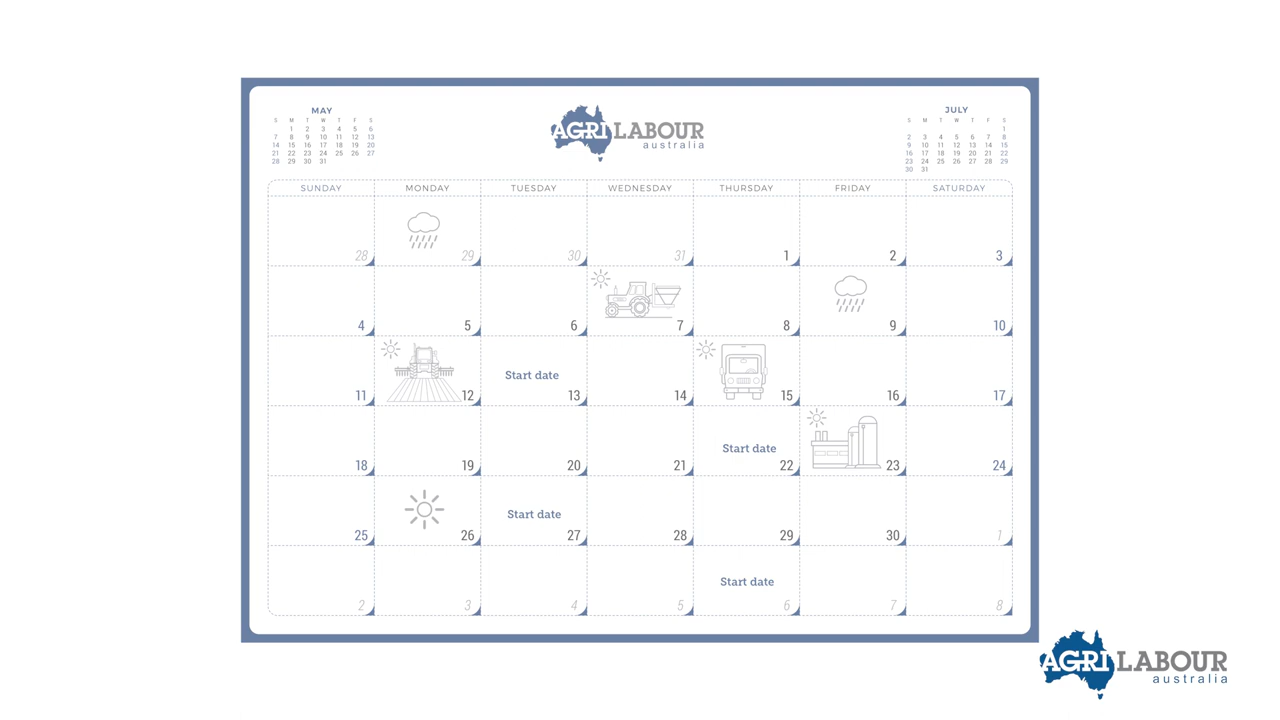 MAY
S M T W T F S
1 2 3 4 5 6
7 8 9 10 11 12 13
14 15 16 17 18 19 20
21 22 23 24 25 26 27
28 29 30 31
AGRI LABOUR
australia
JULY
S M T W T F S
1
2 3 4 5 6 7 8
9 10 11 12 13 14 15
16 17 18 19 20 21 22
23 24 25 26 27 28 29
30 31
SUNDAY MONDAY TUESDAY WEDNESDAY THURSDAY FRIDAY SATURDAY
28 29 30 31 1 2 3
4 5 6 7 8 9 10
Start date
11 12 13 14 15 16 17
Start date
18 19 20 21 22 23 24
Start date
25 26 27 28 29 30 1
Start date
2 3 4 5 6 7 8
AGRI LABOUR
australia